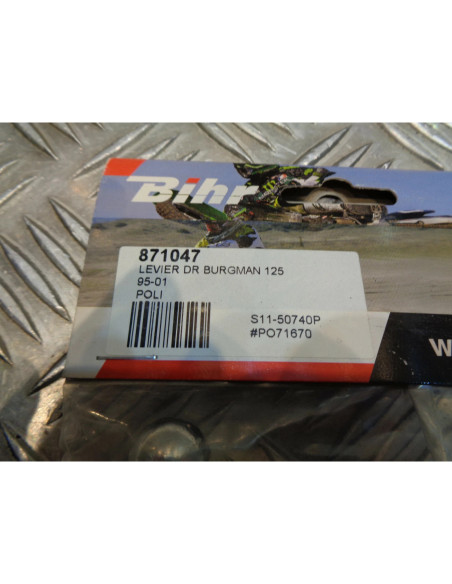 Bihr
871047
LEVIER DR BURGMAN 125
95-01
POLI
S11-50740P
#PO71670
W